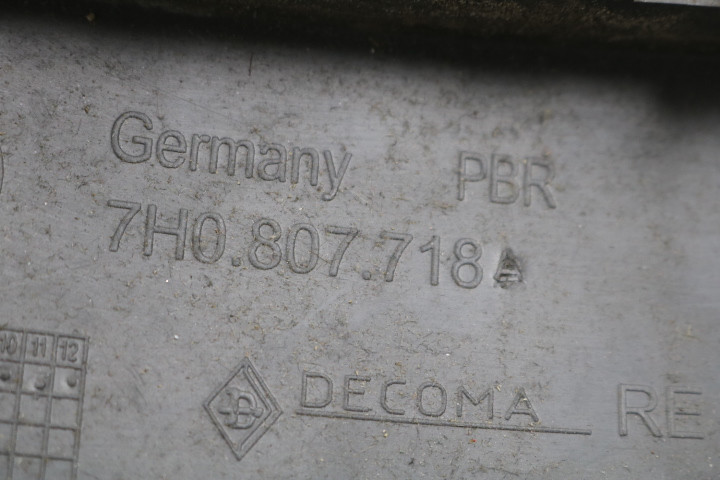 Germany PBR
7H0.807.718A
10 11 12
DECOMA RE